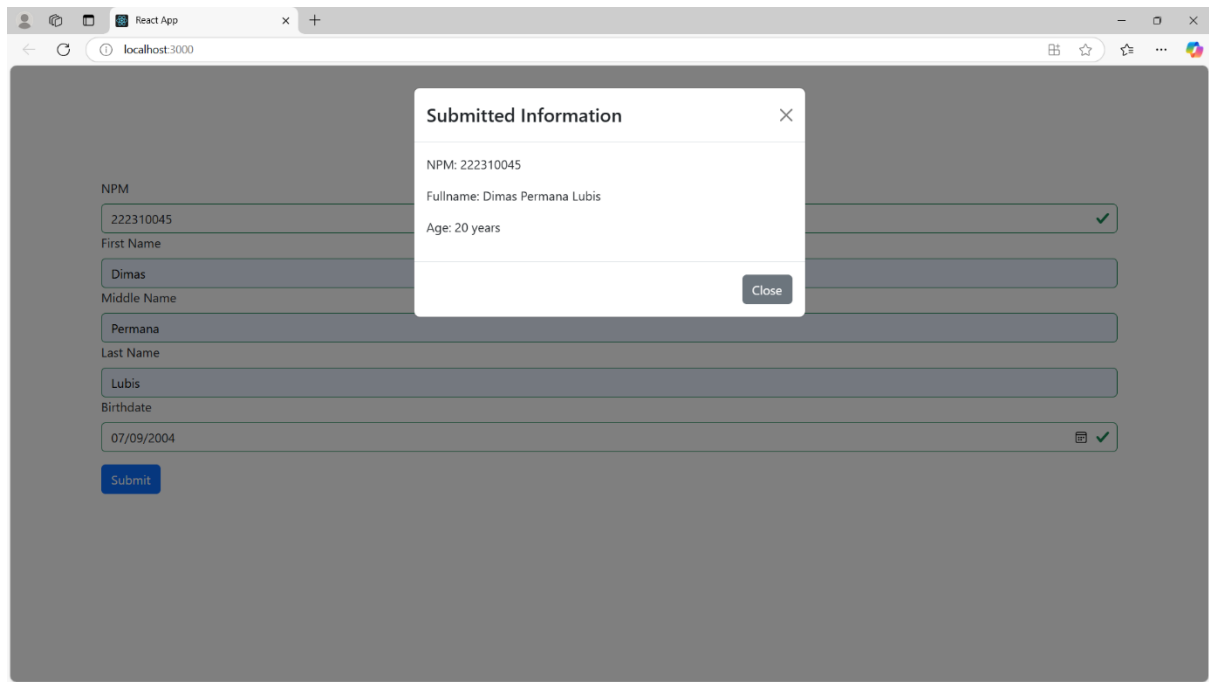 React App
localhost:3000
Submitted Information
NPM: 222310045
Fullname: Dimas Permana Lubis
Age: 20 years
Close
NPM
222310045
First Name
Dimas
Middle Name
Permana
Last Name
Lubis
Birthdate
07/09/2004
Submit